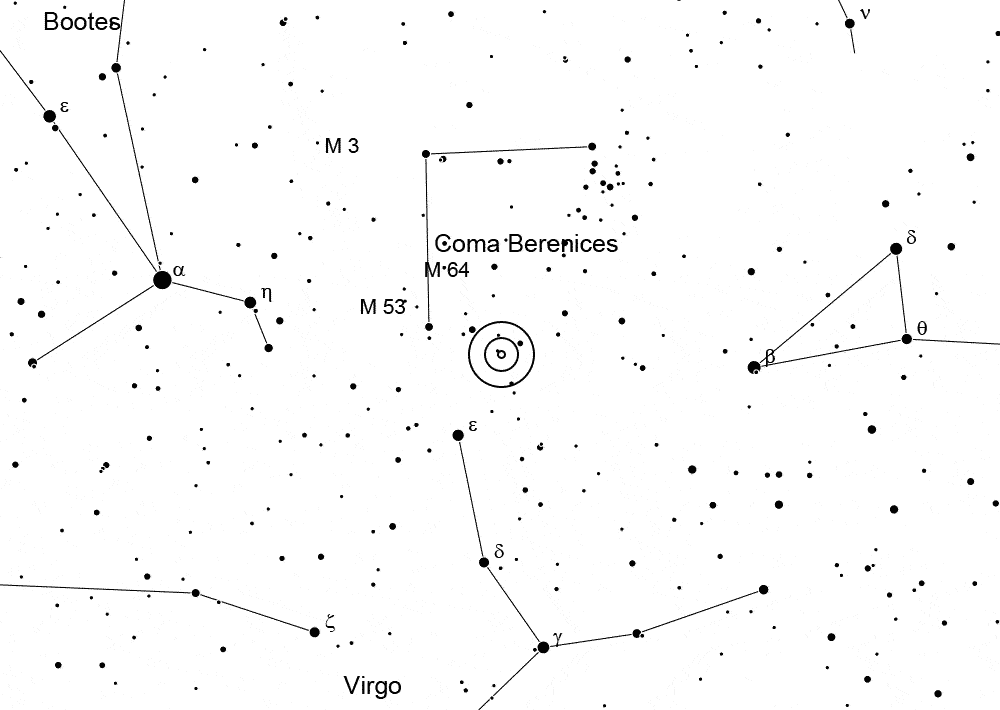 ν
Bootes
ε
M 3
δ
Coma Berenices
α
M 64
η
M 53
θ
β
ε
δ
ζ
γ
Virgo